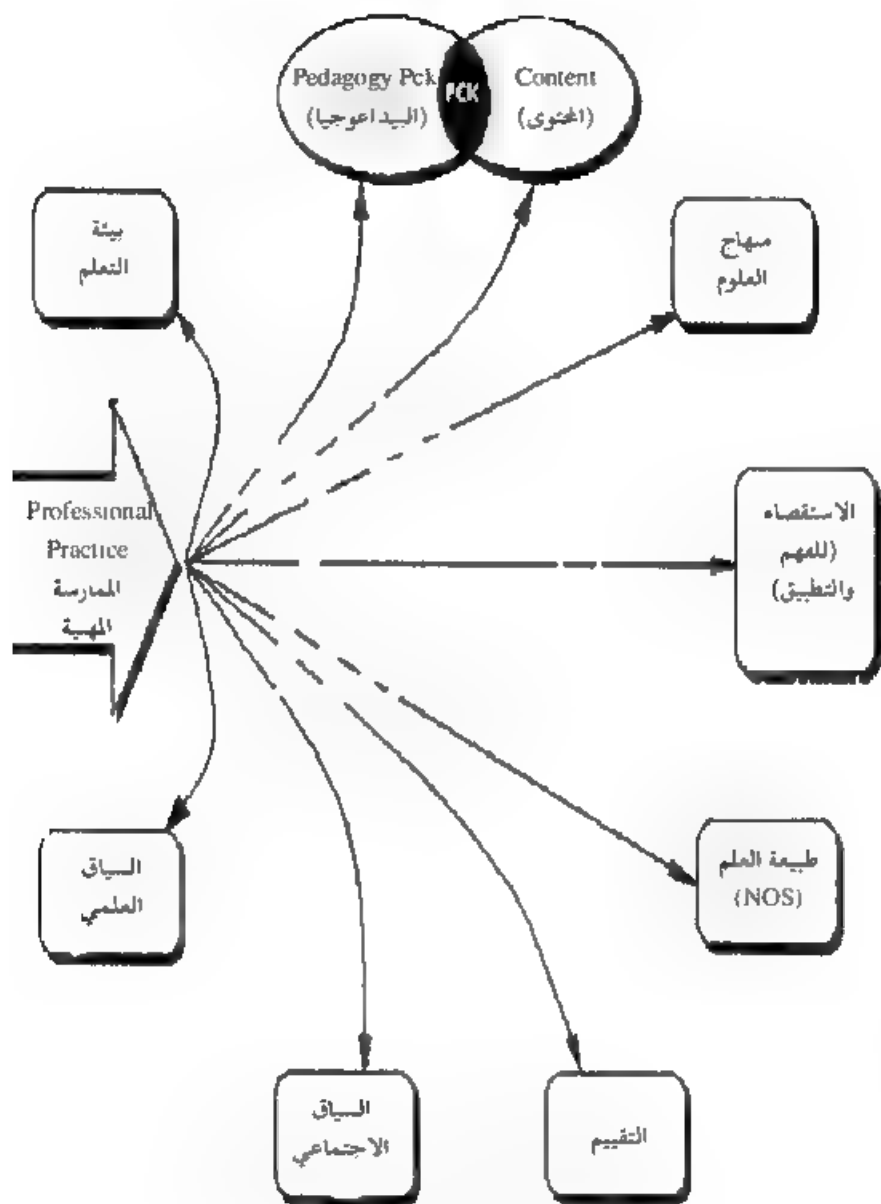 Pedagogy Pck
(البيداعوجيا)
PCK
Content
(المحتوى)
بيئة
التعلم
منهاج
العلوم
Professional
Practice
الممارسة
المهنية
الاستقصاء
(للفهم
والتطبيق)
السياق
العلمي
طبيعة العلم
(NOS)
السياق
الاجتماعي
التقييم